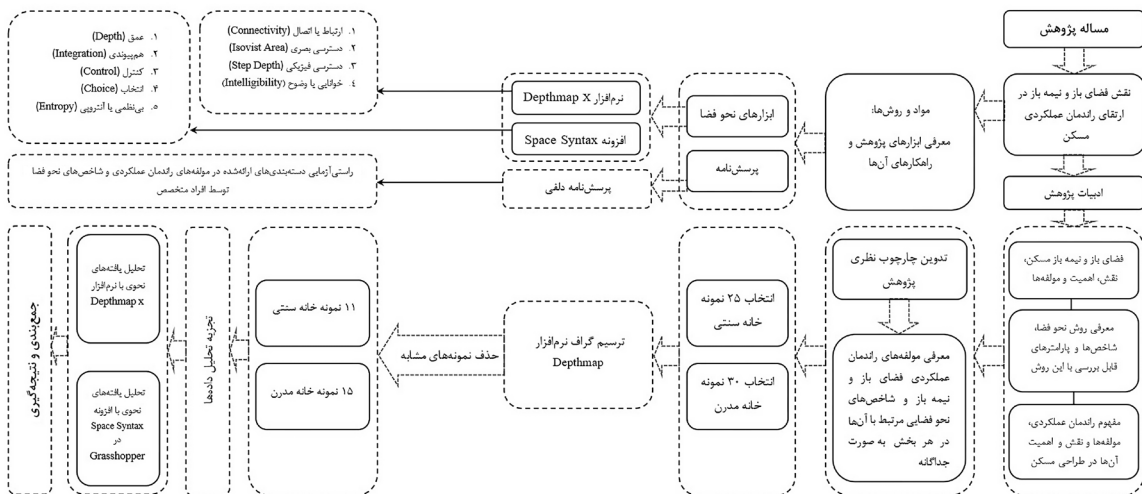 مساله پژوهش
نقش فضای باز و نیمه باز در
ارتقای راندمان عملکردی
مسکن
مواد و روش‌ها:
معرفی ابزارهای پژوهش و
راهکارهای آن‌ها
ابزارهای نحو فضا
پرسش‌نامه
نرم‌افزار Depthmap X
افزونه Space Syntax
پرسش‌نامه دلفی
۱. ارتباط یا اتصال (Connectivity)
۲. دسترسی بصری (Isovist Area)
۳. دسترسی فیزیکی (Step Depth)
۴. خوانایی یا وضوح (Intelligibility)
۱. عمق (Depth)
۲. هم‌پیوندی (Integration)
۳. کنترل (Control)
۴. انتخاب (Choice)
۵. بی‌نظمی یا آنتروپی (Entropy)
راستی‌آزمایی دسته‌بندی‌های ارائه‌شده در مولفه‌های راندمان عملکردی و شاخص‌های نحو فضا
توسط افراد متخصص
ادبیات پژوهش
فضای باز و نیمه باز مسکن،
نقش، اهمیت و مولفه‌ها
معرفی روش نحو فضا،
شاخص‌ها و پارامترهای
قابل بررسی با این روش
مفهوم راندمان عملکردی،
مولفه‌ها و نقش و اهمیت
آن‌ها در طراحی مسکن
تدوین چارچوب نظری
پژوهش
معرفی مولفه‌های راندمان
عملکردی فضای باز و
نیمه باز و شاخص‌های
نحو فضایی مرتبط با آن‌ها
در هر بخش به صورت
جداگانه
انتخاب ۲۵ نمونه
خانه سنتی
انتخاب ۳۰ نمونه
خانه مدرن
ترسیم گراف نرم‌افزار
Depthmap
حذف نمونه‌های مشابه
۱۱ نمونه خانه سنتی
۱۵ نمونه خانه مدرن
تجزیه تحلیل داده‌ها
تحلیل یافته‌های
نحوی با نرم‌افزار
Depthmap x
تحلیل یافته‌های
نحوی با افزونه
Space Syntax
در
Grasshopper
جمع‌بندی و نتیجه‌گیری